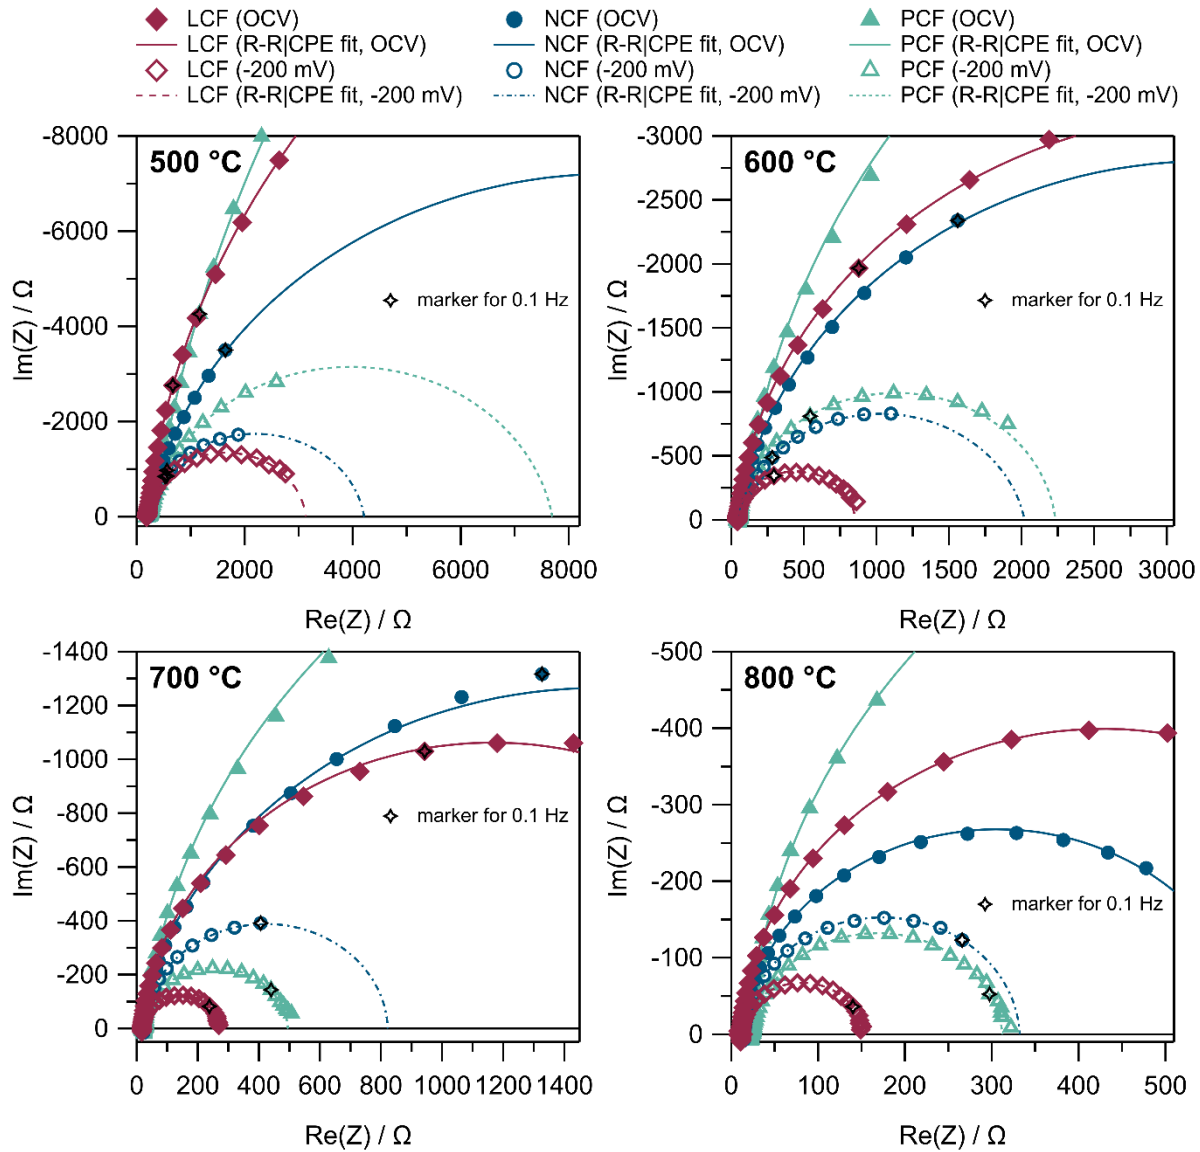 LCF (OCV) NCF (OCV) PCF (OCV)
LCF (R-R|CPE fit, OCV) NCF (R-R|CPE fit, OCV) PCF (R-R|CPE fit, OCV)
LCF (-200 mV) NCF (-200 mV) PCF (-200 mV)
LCF (R-R|CPE fit, -200 mV) NCF (R-R|CPE fit, -200 mV) PCF (R-R|CPE fit, -200 mV)
500 °C
-8000
-6000
-4000
-2000
0
Im(Z) / Ω
marker for 0.1 Hz
0 2000 4000 6000 8000
Re(Z) / Ω
600 °C
-3000
-2500
-2000
-1500
-1000
-500
0
Im(Z) / Ω
marker for 0.1 Hz
0 500 1000 1500 2000 2500 3000
Re(Z) / Ω
700 °C
-1400
-1200
-1000
-800
-600
-400
-200
0
Im(Z) / Ω
marker for 0.1 Hz
0 200 400 600 800 1000 1200 1400
Re(Z) / Ω
800 °C
-500
-400
-300
-200
-100
0
Im(Z) / Ω
marker for 0.1 Hz
0 100 200 300 400 500
Re(Z) / Ω